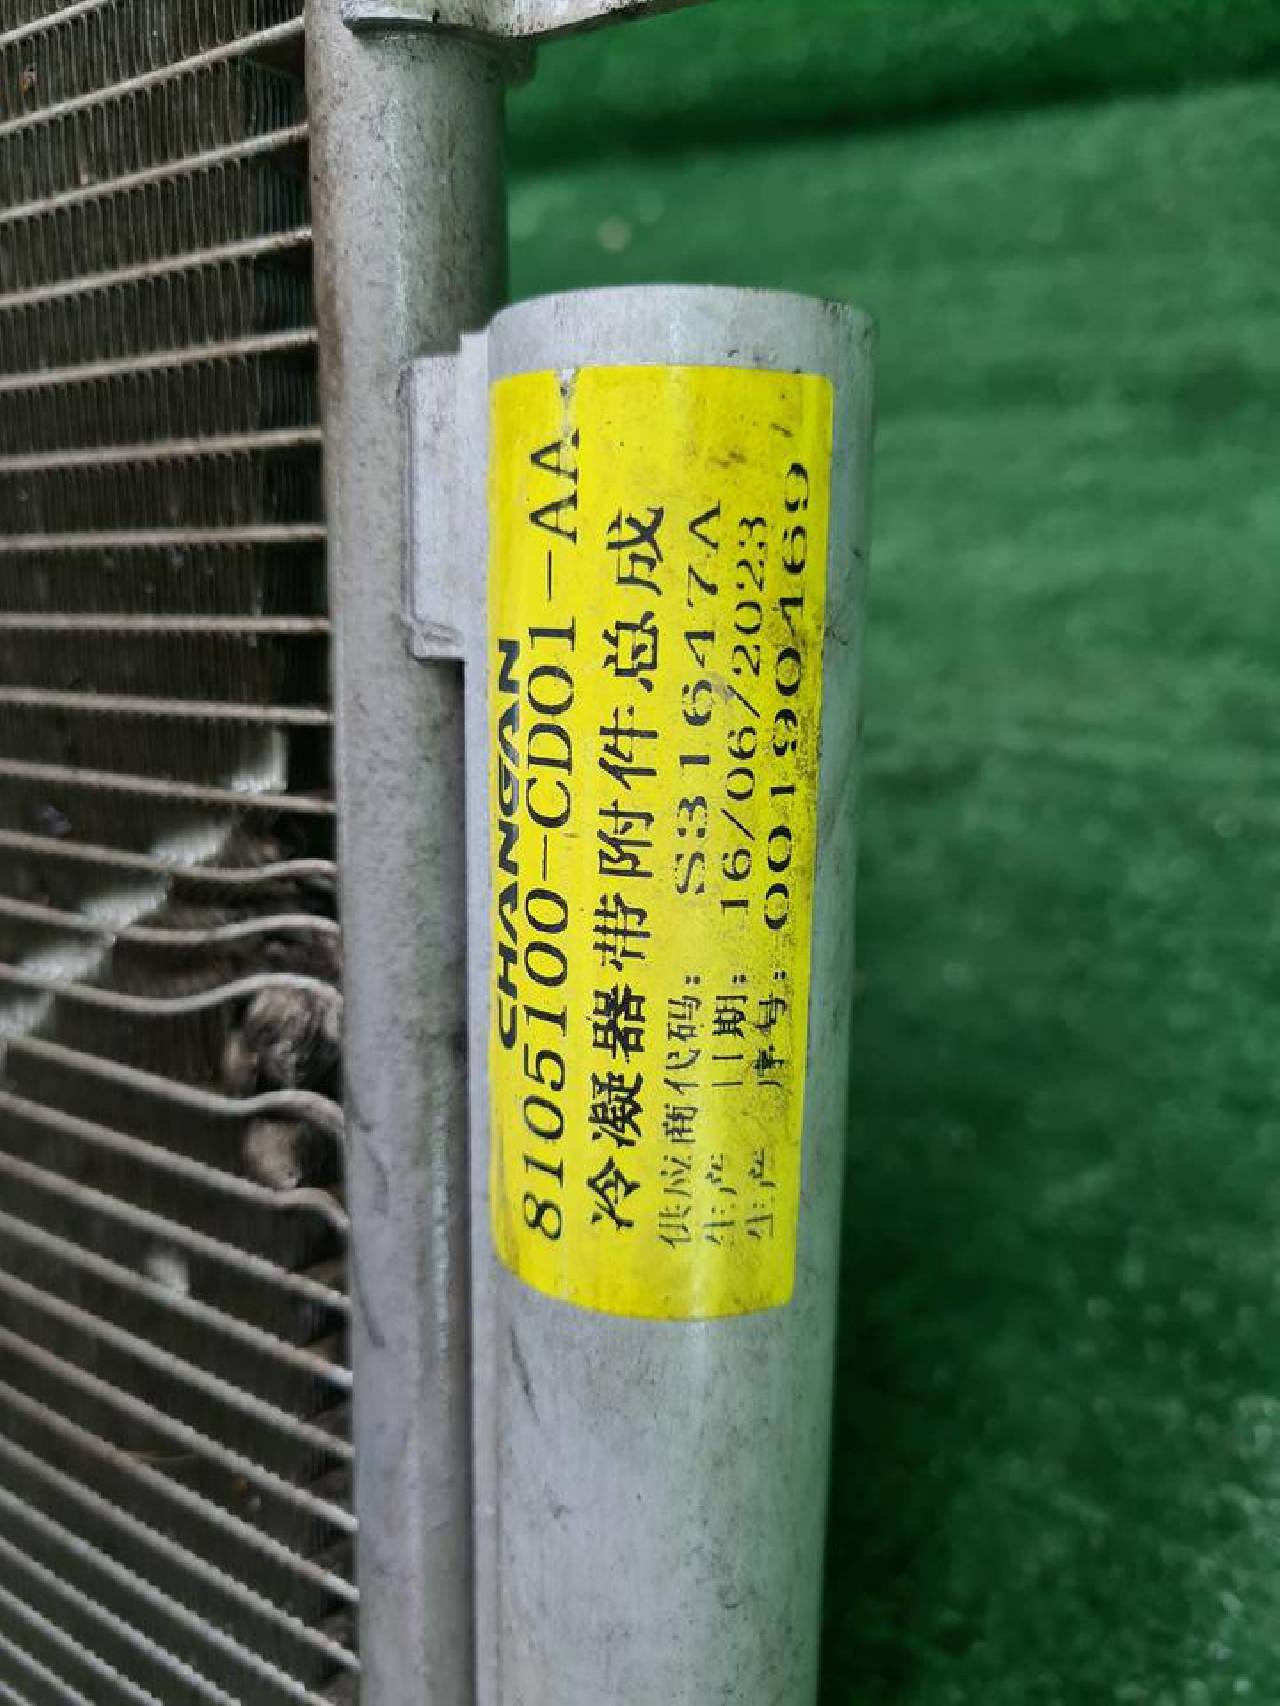 CHANGAN
8105100-CD01-AA
冷凝器带附件总成
供应商代码: S31647A
生产 日期: 16/06/2023
生产 序号: 00190469